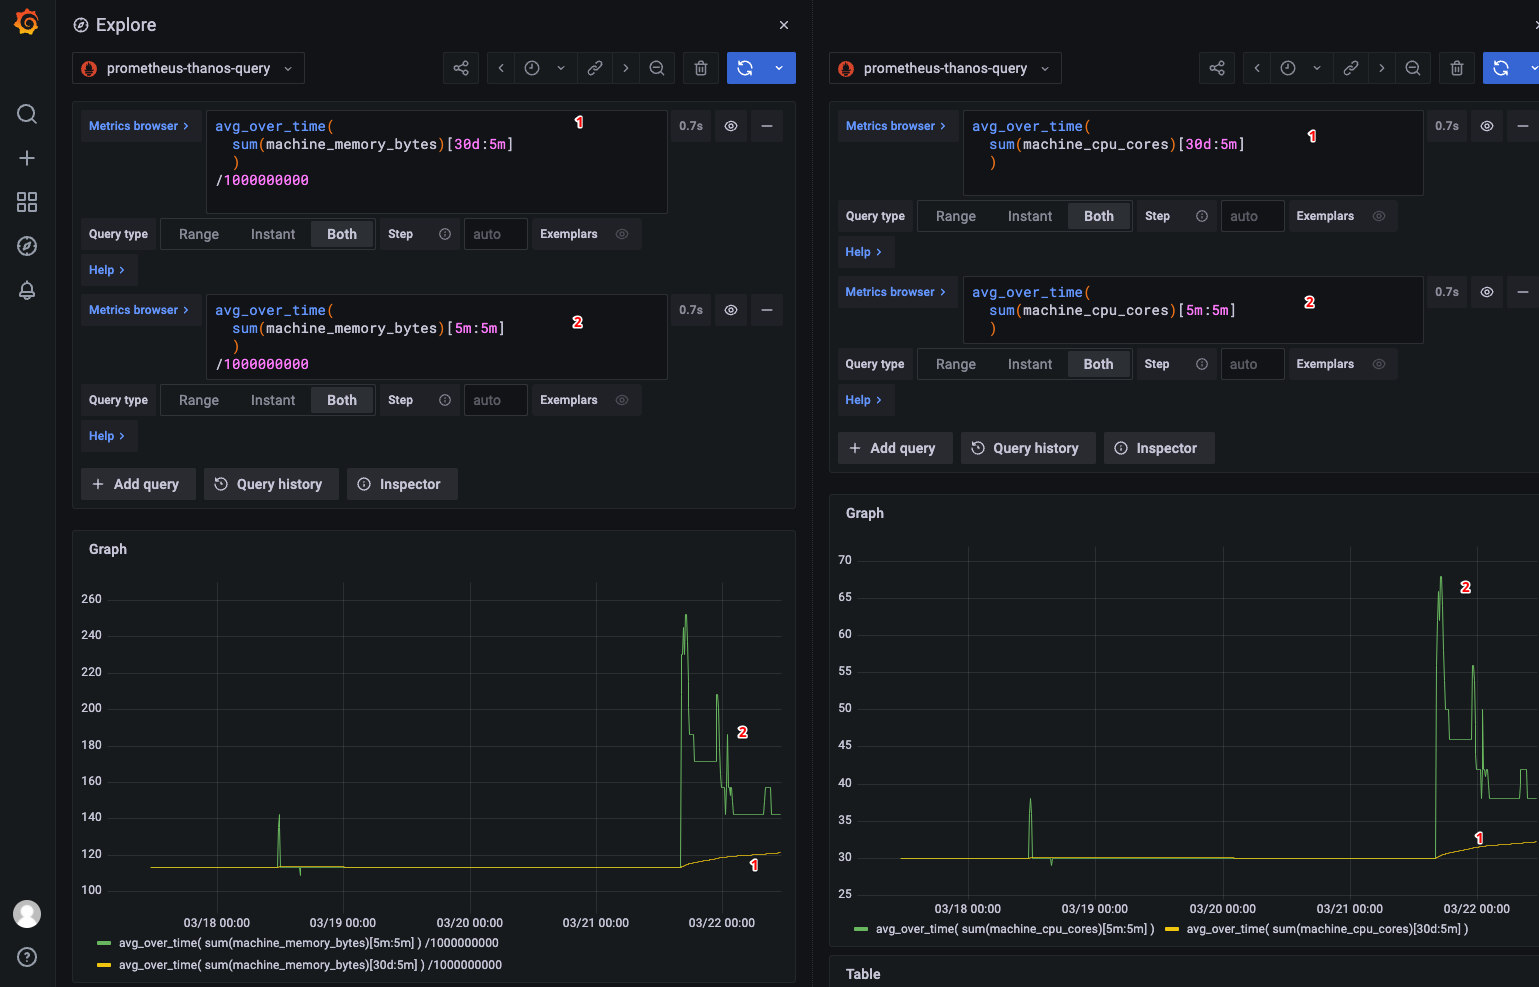 Explore
prometheus-thanos-query
Metrics browser >
avg_over_time(
sum(machine_memory_bytes)[30d:5m]
)
/1000000000
1
0.7s
Query type
Range
Instant
Both
Step
auto
Exemplars
Help >
Metrics browser >
avg_over_time(
sum(machine_memory_bytes)[5m:5m]
)
/1000000000
2
0.7s
Query type
Range
Instant
Both
Step
auto
Exemplars
Help >
+ Add query
Query history
Inspector
Graph
260
240
220
200
180
160
140
120
100
2
1
03/18 00:00
03/19 00:00
03/20 00:00
03/21 00:00
03/22 00:00
avg_over_time( sum(machine_memory_bytes)[5m:5m] ) /1000000000
avg_over_time( sum(machine_memory_bytes)[30d:5m] ) /1000000000
prometheus-thanos-query
Metrics browser >
avg_over_time(
sum(machine_cpu_cores)[30d:5m]
)
1
0.7s
Query type
Range
Instant
Both
Step
auto
Exemplars
Help >
Metrics browser >
avg_over_time(
sum(machine_cpu_cores)[5m:5m]
)
2
0.7s
Query type
Range
Instant
Both
Step
auto
Exemplars
Help >
+ Add query
Query history
Inspector
Graph
70
65
60
55
50
45
40
35
30
25
2
1
03/18 00:00
03/19 00:00
03/20 00:00
03/21 00:00
03/22 00:00
avg_over_time( sum(machine_cpu_cores)[5m:5m] )
avg_over_time( sum(machine_cpu_cores)[30d:5m] )
Table